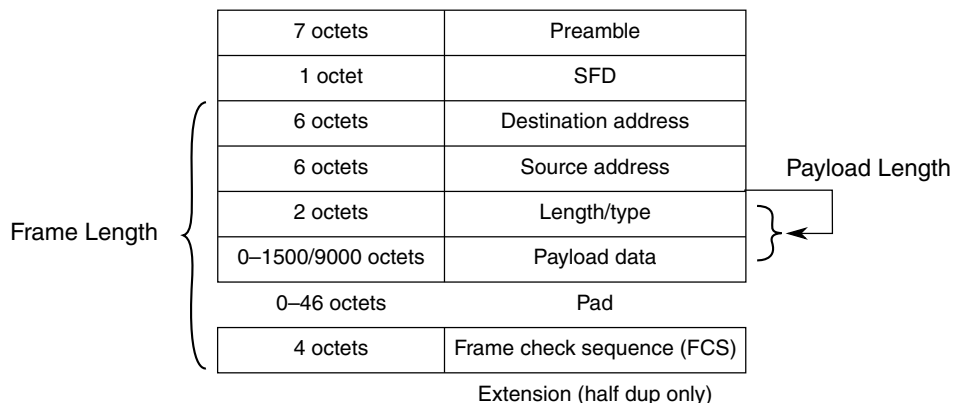 7 octets Preamble
1 octet SFD
6 octets Destination address
6 octets Source address
Payload Length
2 octets Length/type
Frame Length
0–1500/9000 octets Payload data
0–46 octets Pad
4 octets Frame check sequence (FCS)
Extension (half dup only)